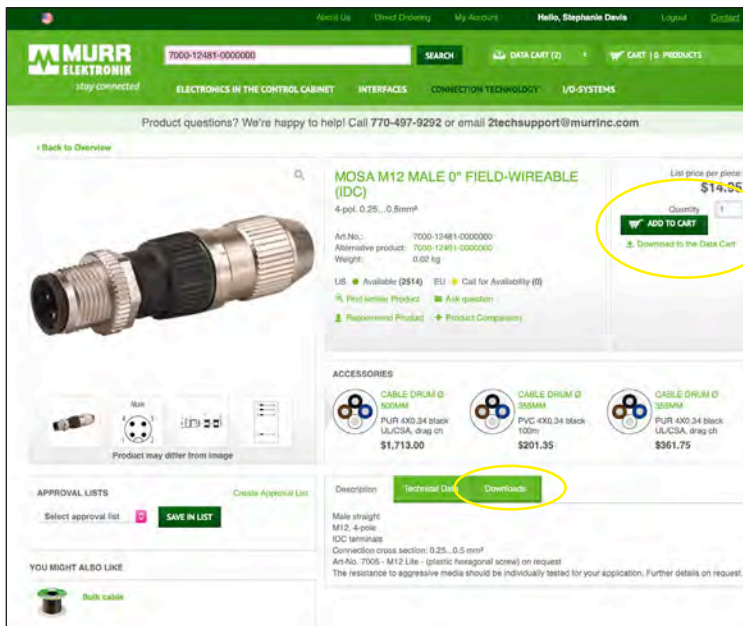 About Us Direct Ordering My Account Hello, Stephanie Davis Logout Contact
MURR
ELEKTRONIK
stay connected
7000-12481-0000000
SEARCH
DATA CART (2)
CART | 0 PRODUCTS
ELECTRONICS IN THE CONTROL CABINET INTERFACES CONNECTION TECHNOLOGY I/O-SYSTEMS
Product questions? We're happy to help! Call 770-497-9292 or email 2techsupport@murrinc.com
‹ Back to Overview
MOSA M12 MALE 0° FIELD-WIREABLE
(IDC)
4-pol. 0.25...0.5mm²
Art.No.: 7000-12481-0000000
Alternative product: 7000-12491-0000000
Weight: 0.02 kg
US Available (2514) EU Call for Availability (0)
Find similar Product Ask question
Recommend Product + Product Comparison
List price per piece:
$14.95
Quantity 1
ADD TO CART
Download to the Data Cart
Male
Product may differ from image
ACCESSORIES
CABLE DRUM Ø
500MM
PUR 4X0.34 black
UL/CSA, drag ch
$1,713.00
CABLE DRUM Ø
355MM
PVC 4X0.34 black
100m
$201.35
CABLE DRUM Ø
355MM
PUR 4X0.34 black
UL/CSA, drag ch
$361.75
APPROVAL LISTS Create Approval List
Select approval list SAVE IN LIST
YOU MIGHT ALSO LIKE
Bulk cable
Description Technical Data Downloads
Male straight
M12, 4-pole
IDC terminals
Connection cross section: 0.25...0.5 mm²
Art-No. 7005 - M12 Lite - (plastic hexagonal screw) on request
The resistance to aggressive media should be individually tested for your application. Further details on request.